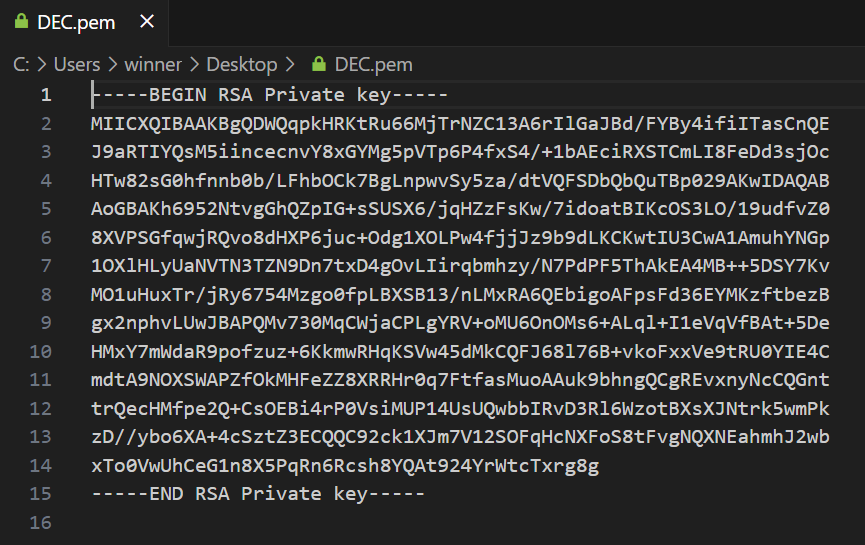 DEC.pem
C: > Users > winner > Desktop > DEC.pem
1 -----BEGIN RSA Private key-----
2 MIICXQIBAAKBgQDWQqpkHRKtRu66MjTrNZC13A6rIlGaJBd/FYBy4ifiITasCnQE
3 J9aRTIYQsM5iincecnvY8xGYMg5pVTp6P4fxS4/+1bAEciRXSTCmLI8FeDd3sjOc
4 HTw82sG0hfnnb0b/LFhbOCk7BgLnpwvSy5za/dtVQFSDbQbQuTBp029AKwIDAQAB
5 AoGBAKh6952NtvgGhQZpIG+sSUSX6/jqHZzFsKw/7idoatBIKcOS3LO/19udfvZ0
6 8XVPSGfqwjRQvo8dHXP6juc+Odg1XOLPw4fjjJz9b9dLKCKwtIU3CwA1AmuhYNGp
7 1OXlHLyUaNVTN3TZN9Dn7txD4gOvLIirqbmhzy/N7PdPF5ThAkEA4MB++5DSY7Kv
8 MO1uHuxTr/jRy6754Mzgo0fpLBXSB13/nLMxRA6QEbigoAFpsFd36EYMKzftbezB
9 gx2nphvLUwJBAPQMv730MqCWjaCPLgYRV+oMU6OnOMs6+ALql+I1eVqVfBAt+5De
10 HMxY7mWdaR9pofzuz+6KkmwRHqKSVw45dMkCQFJ68l76B+vkoFxxVe9tRU0YIE4C
11 mdtA9NOXSWAPZfOkMHFeZZ8XRRHr0q7FtfasMuoAAuk9bhngQCgREvxnyNcCQGnt
12 trQecHMfpe2Q+CsOEBi4rP0VsiMUP14UsUQwbbIRvD3Rl6WzotBXsXJNtrk5wmPk
13 zD//ybo6XA+4cSztZ3ECQQC92ck1XJm7V12SOFqHcNXFoS8tFvgNQXNEahmhJ2wb
14 xTo0VwUhCeG1n8X5PqRn6Rcsh8YQAt924YrWtcTxrg8g
15 -----END RSA Private key-----
16